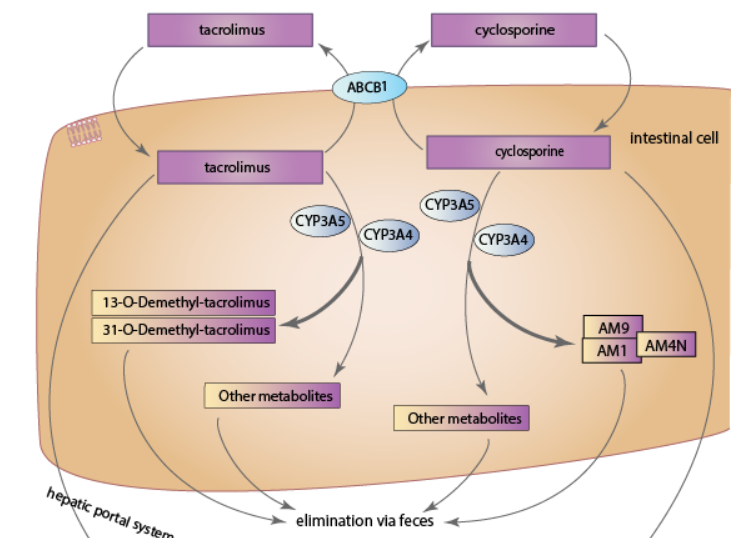 tacrolimus
cyclosporine
ABCB1
intestinal cell
tacrolimus
cyclosporine
CYP3A5
CYP3A4
CYP3A5
CYP3A4
13-O-Demethyl-tacrolimus
31-O-Demethyl-tacrolimus
AM9
AM1
AM4N
Other metabolites
Other metabolites
hepatic portal system
elimination via feces